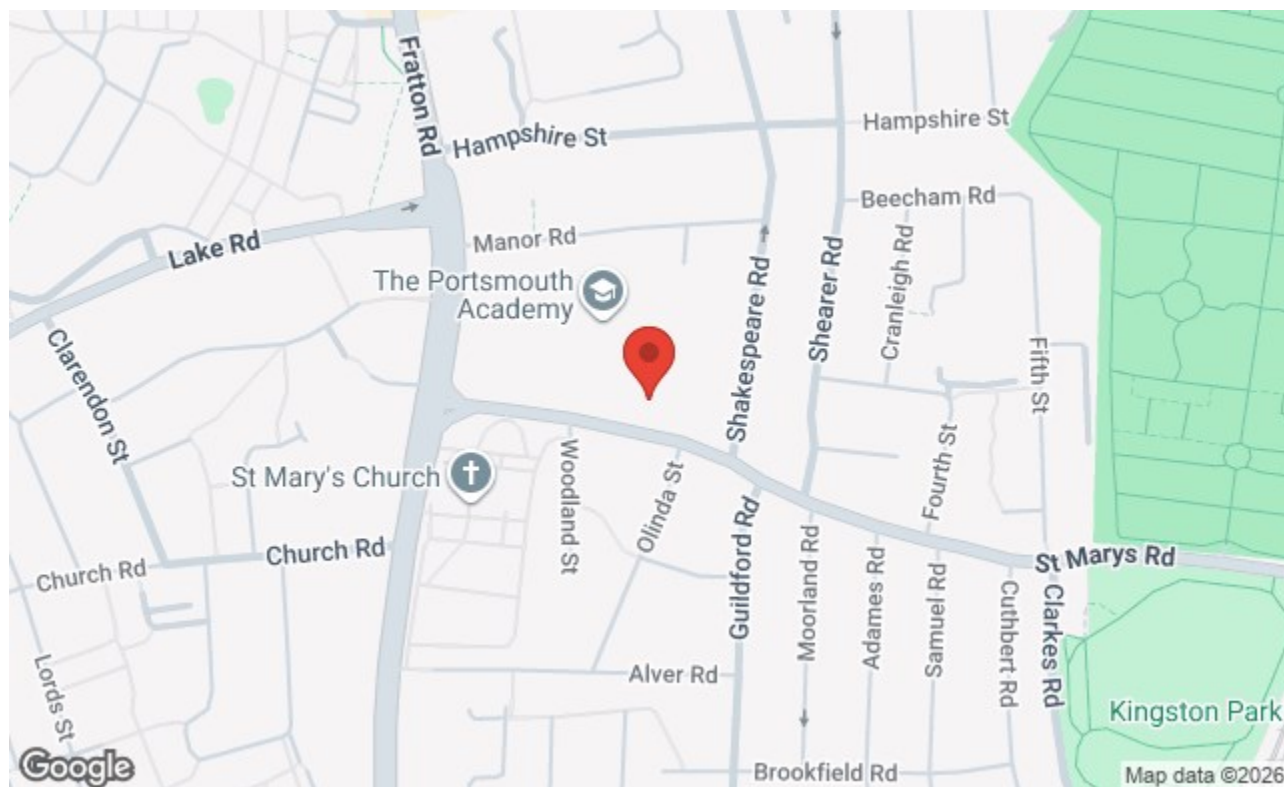 Fratton Rd
Hampshire St
Hampshire St
Beecham Rd
Lake Rd
Manor Rd
Cranleigh Rd
The Portsmouth
Academy
Shakespeare Rd
Shearer Rd
Clarendon St
Fifth St
St Mary's Church
Woodland St
Olinda St
Fourth St
Church Rd
Church Rd
Guildford Rd
Moorland Rd
Adames Rd
Samuel Rd
St Marys Rd
Cuthbert Rd
Clarkes Rd
Lords St
Alver Rd
Kingston Park
Google
Brookfield Rd
Map data ©2026